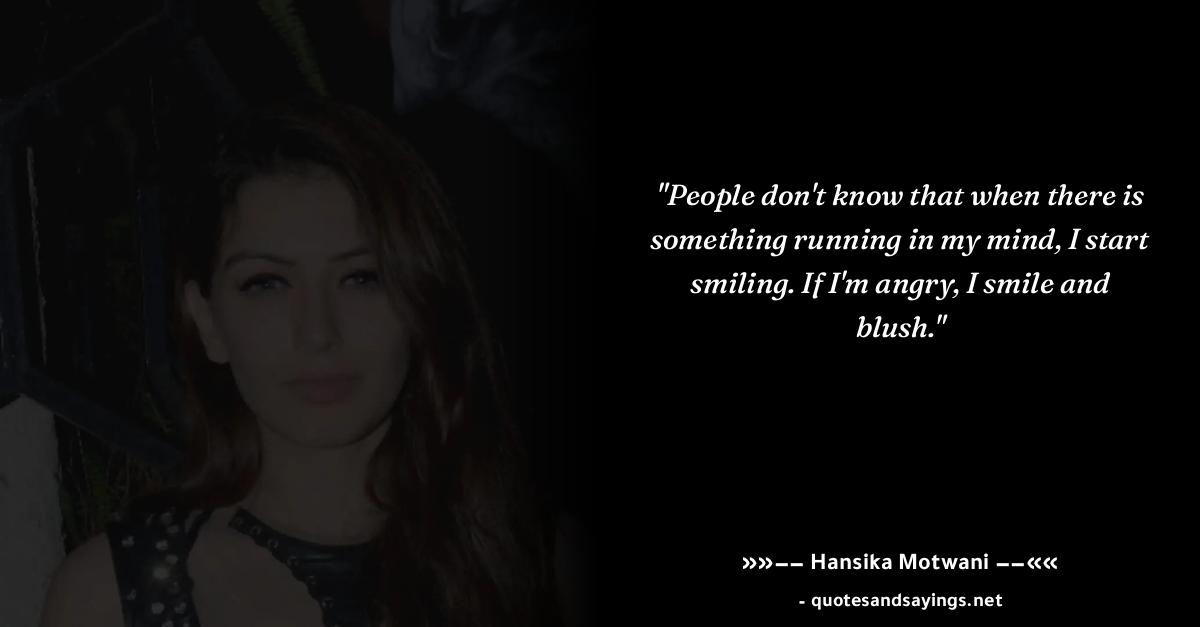 "People don't know that when there is
something running in my mind, I start
smiling. If I'm angry, I smile and
blush."
»»–– Hansika Motwani ––««
- quotesandsayings.net